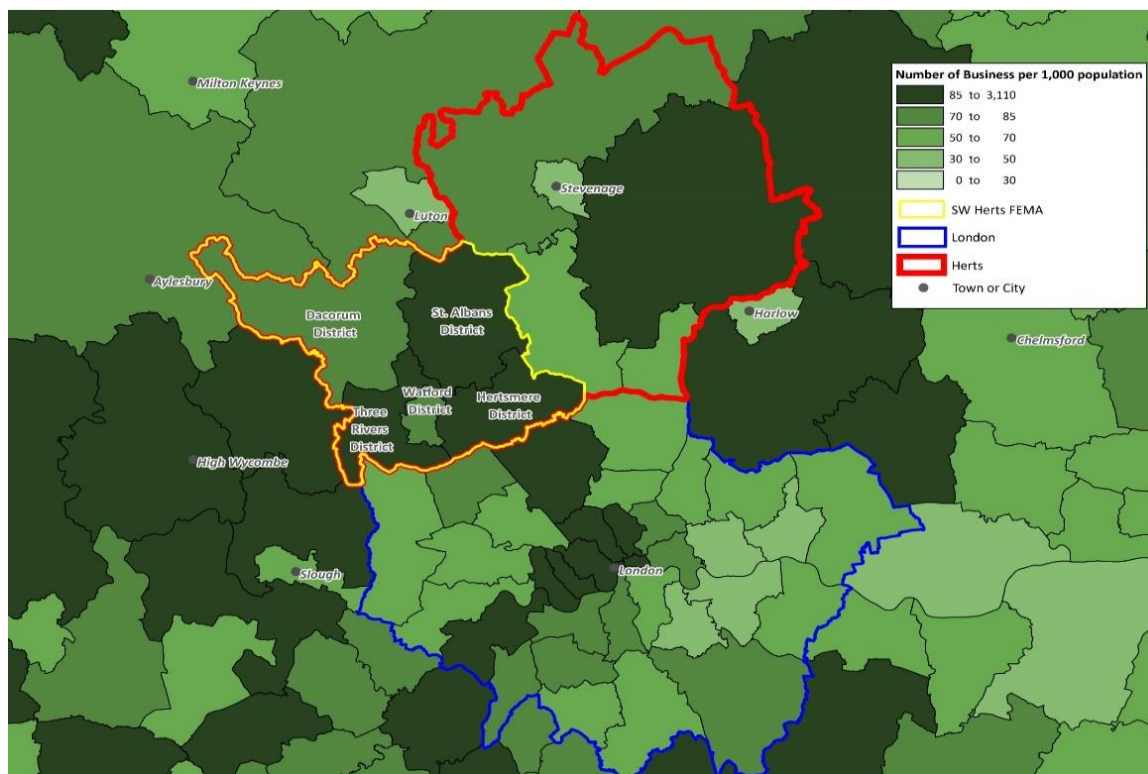 Milton Keynes
Number of Business per 1,000 population
85 to 3,110
70 to 85
50 to 70
30 to 50
0 to 30
SW Herts FEMA
London
Herts
Town or City
Stevenage
Luton
Aylesbury
Dacorum
District
St. Albans
District
Harlow
Chelmsford
Watford
District
Hertsmere
District
Three
Rivers
District
High Wycombe
Slough
London